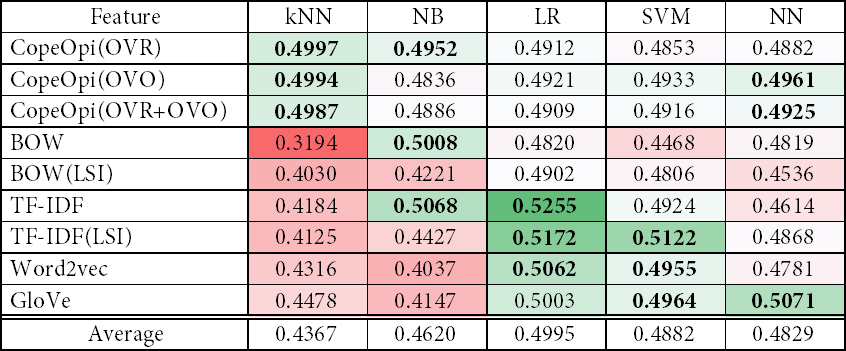 Feature kNN NB LR SVM NN
CopeOpi(OVR) 0.4997 0.4952 0.4912 0.4853 0.4882
CopeOpi(OVO) 0.4994 0.4836 0.4921 0.4933 0.4961
CopeOpi(OVR+OVO) 0.4987 0.4886 0.4909 0.4916 0.4925
BOW 0.3194 0.5008 0.4820 0.4468 0.4819
BOW(LSI) 0.4030 0.4221 0.4902 0.4806 0.4536
TF-IDF 0.4184 0.5068 0.5255 0.4924 0.4614
TF-IDF(LSI) 0.4125 0.4427 0.5172 0.5122 0.4868
Word2vec 0.4316 0.4037 0.5062 0.4955 0.4781
GloVe 0.4478 0.4147 0.5003 0.4964 0.5071
Average 0.4367 0.4620 0.4995 0.4882 0.4829